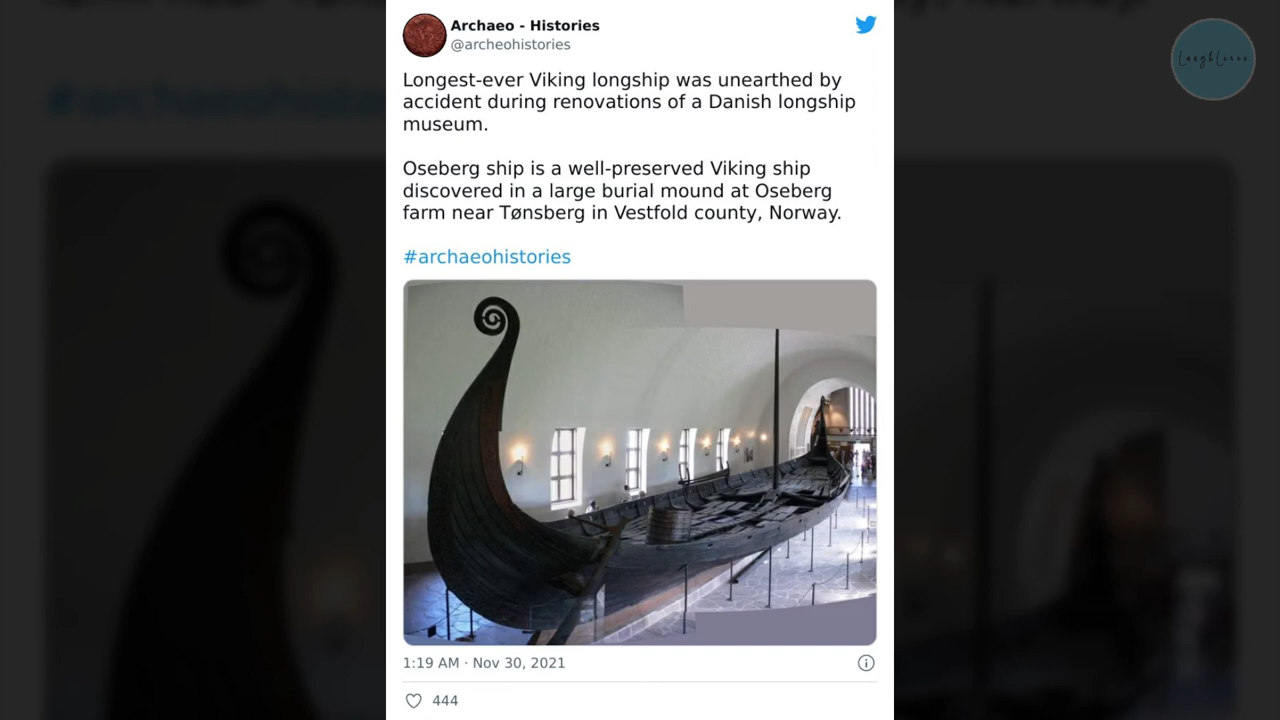 Archaeo - Histories
@archeohistories
LaughLines
Longest-ever Viking longship was unearthed by
accident during renovations of a Danish longship
museum.
Oseberg ship is a well-preserved Viking ship
discovered in a large burial mound at Oseberg
farm near Tønsberg in Vestfold county, Norway.
#archaeohistories
1:19 AM · Nov 30, 2021
444